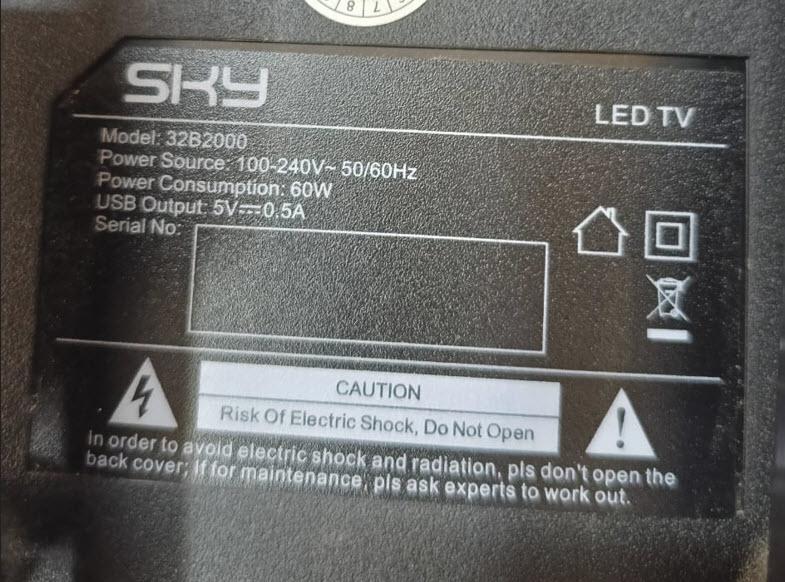 7 8
SKY
LED TV
Model: 32B2000
Power Source: 100-240V~ 50/60Hz
Power Consumption: 60W
USB Output: 5V⎓0.5A
Serial No:
CAUTION
Risk Of Electric Shock, Do Not Open
In order to avoid electric shock and radiation, pls don't open the
back cover; If for maintenance, pls ask experts to work out.